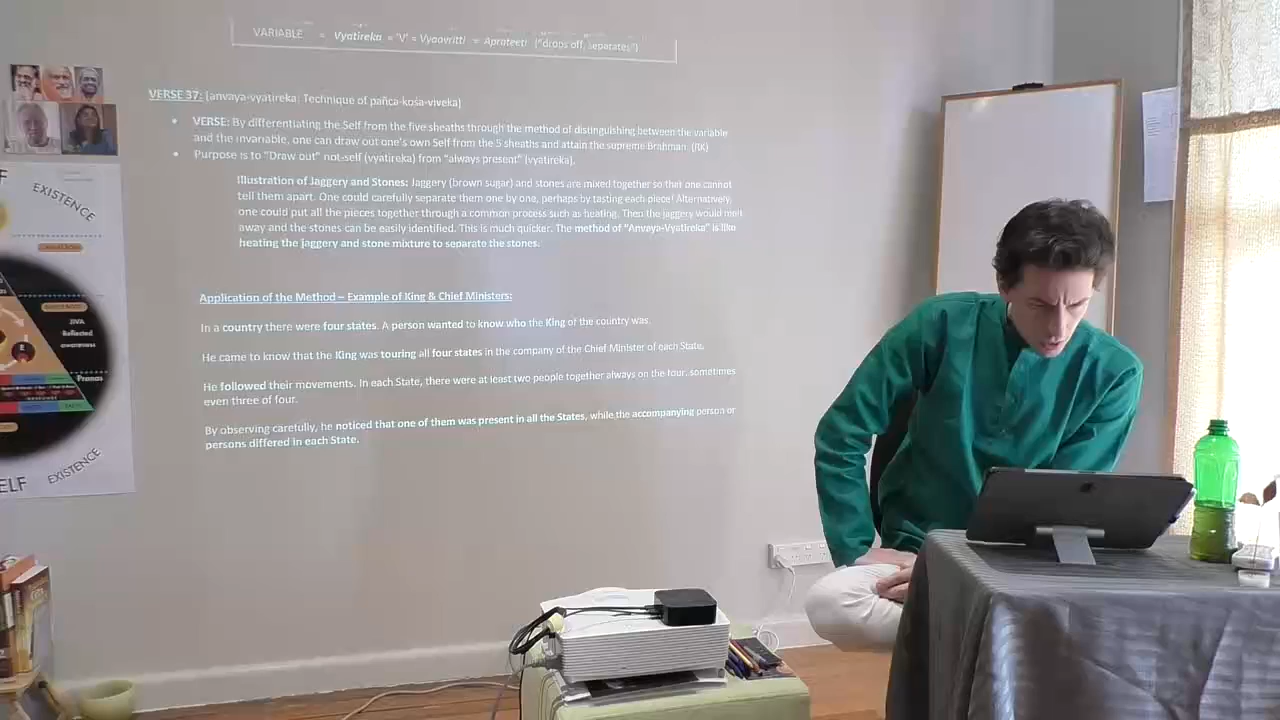 VARIABLE = Vyatireka = 'V' = Vyaavritti = Aprateeti ("drops off, separates")
VERSE 37: (anvaya-vyatireka: Technique of pañca-kośa-viveka)
• VERSE: By differentiating the Self from the five sheaths through the method of distinguishing between the variable
and the invariable, one can draw out one's own Self from the 5 sheaths and attain the supreme Brahman. (RK)
• Purpose is to "Draw out" not-self (vyatireka) from "always present" (vyatireka).
Illustration of Jaggery and Stones: Jaggery (brown sugar) and stones are mixed together so that one cannot
tell them apart. One could carefully separate them one by one, perhaps by tasting each piece! Alternatively,
one could put all the pieces together through a common process such as heating. Then the jaggery would melt
away and the stones can be easily identified. This is much quicker. The method of "Anvaya-Vyatireka" is like
heating the jaggery and stone mixture to separate the stones.
Application of the Method – Example of King & Chief Ministers:
In a country there were four states. A person wanted to know who the King of the country was.
He came to know that the King was touring all four states in the company of the Chief Minister of each State.
He followed their movements. In each State, there were at least two people together always on the tour, sometimes
even three of four.
By observing carefully, he noticed that one of them was present in all the States, while the accompanying person or
persons differed in each State.
EXISTENCE
JIVA
Reflected
awareness
Pranas
EXISTENCE
ELF